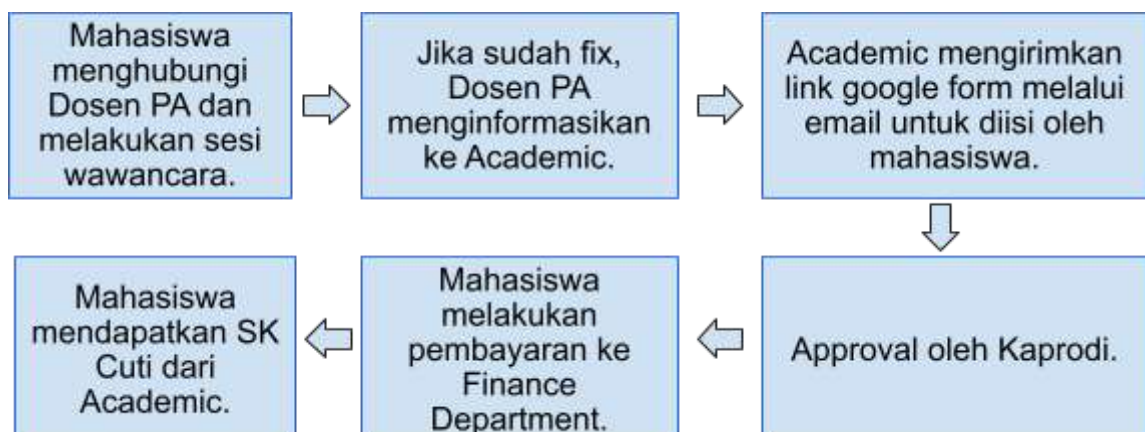 Mahasiswa
menghubungi
Dosen PA dan
melakukan sesi
wawancara.
Jika sudah fix,
Dosen PA
menginformasikan
ke Academic.
Academic mengirimkan
link google form melalui
email untuk diisi oleh
mahasiswa.
Approval oleh Kaprodi.
Mahasiswa
melakukan
pembayaran ke
Finance
Department.
Mahasiswa
mendapatkan SK
Cuti dari
Academic.